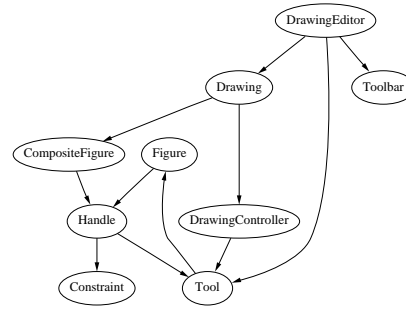 DrawingEditor
Drawing
Toolbar
CompositeFigure
Figure
Handle
DrawingController
Constraint
Tool